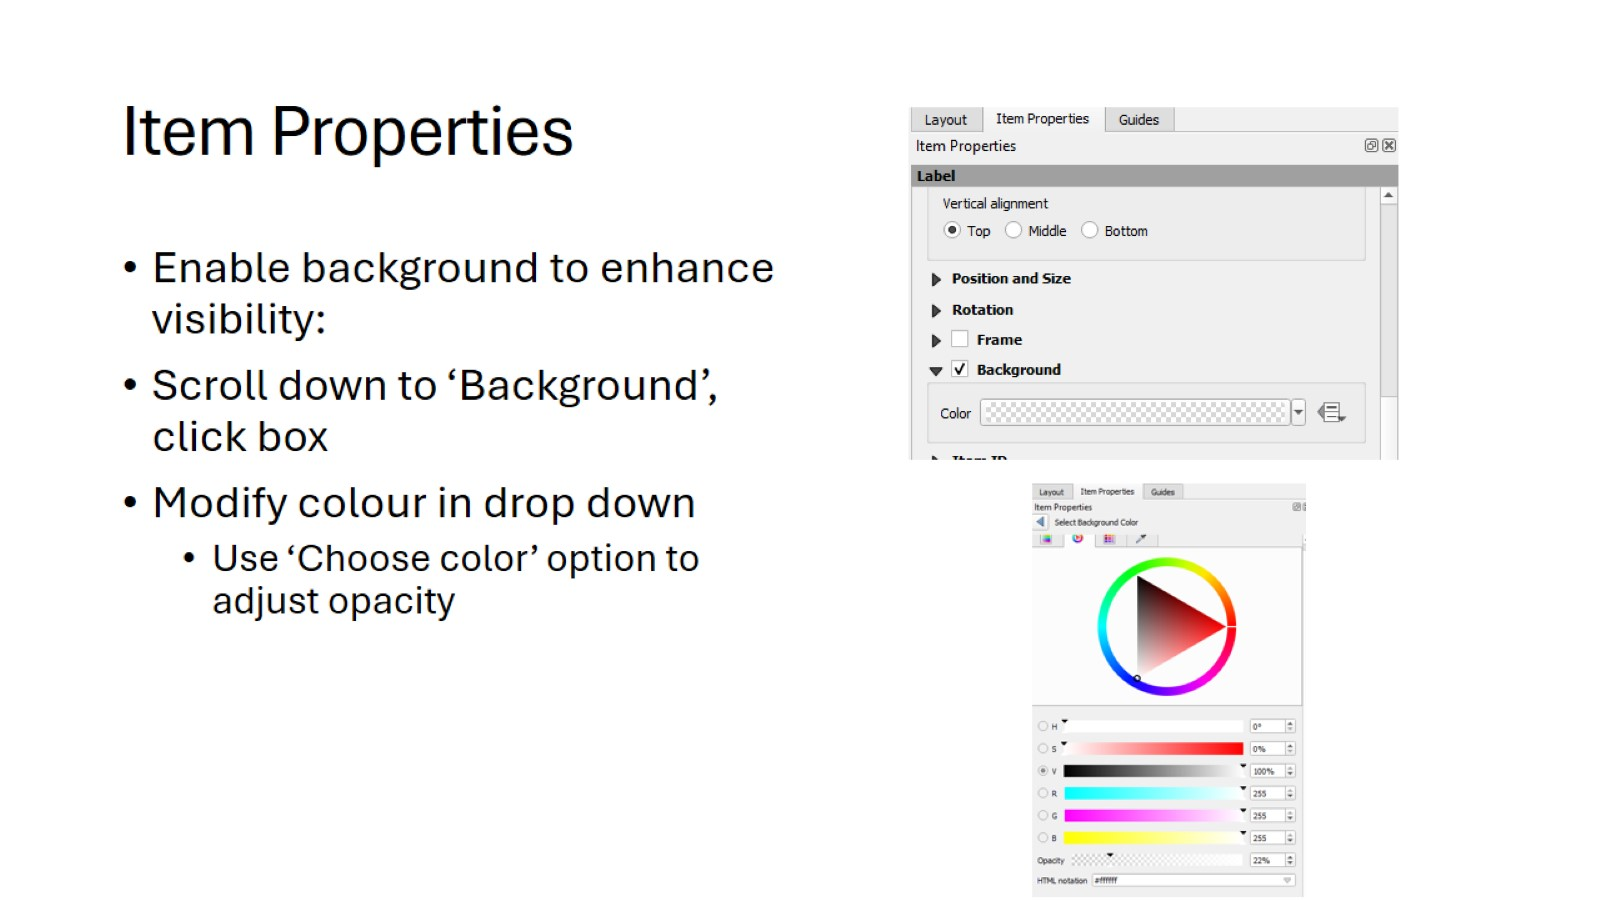 Item Properties
• Enable background to enhance
visibility:
• Scroll down to ‘Background’,
click box
• Modify colour in drop down
• Use ‘Choose color’ option to
adjust opacity
Layout Item Properties Guides
Item Properties
Label
Vertical alignment
Top Middle Bottom
Position and Size
Rotation
Frame
Background
Color
Item ID
Layout Item Properties Guides
Item Properties
Select Background Color
H 0°
S 0%
V 100%
R 255
G 255
B 255
Opacity 22%
HTML notation #ffffff